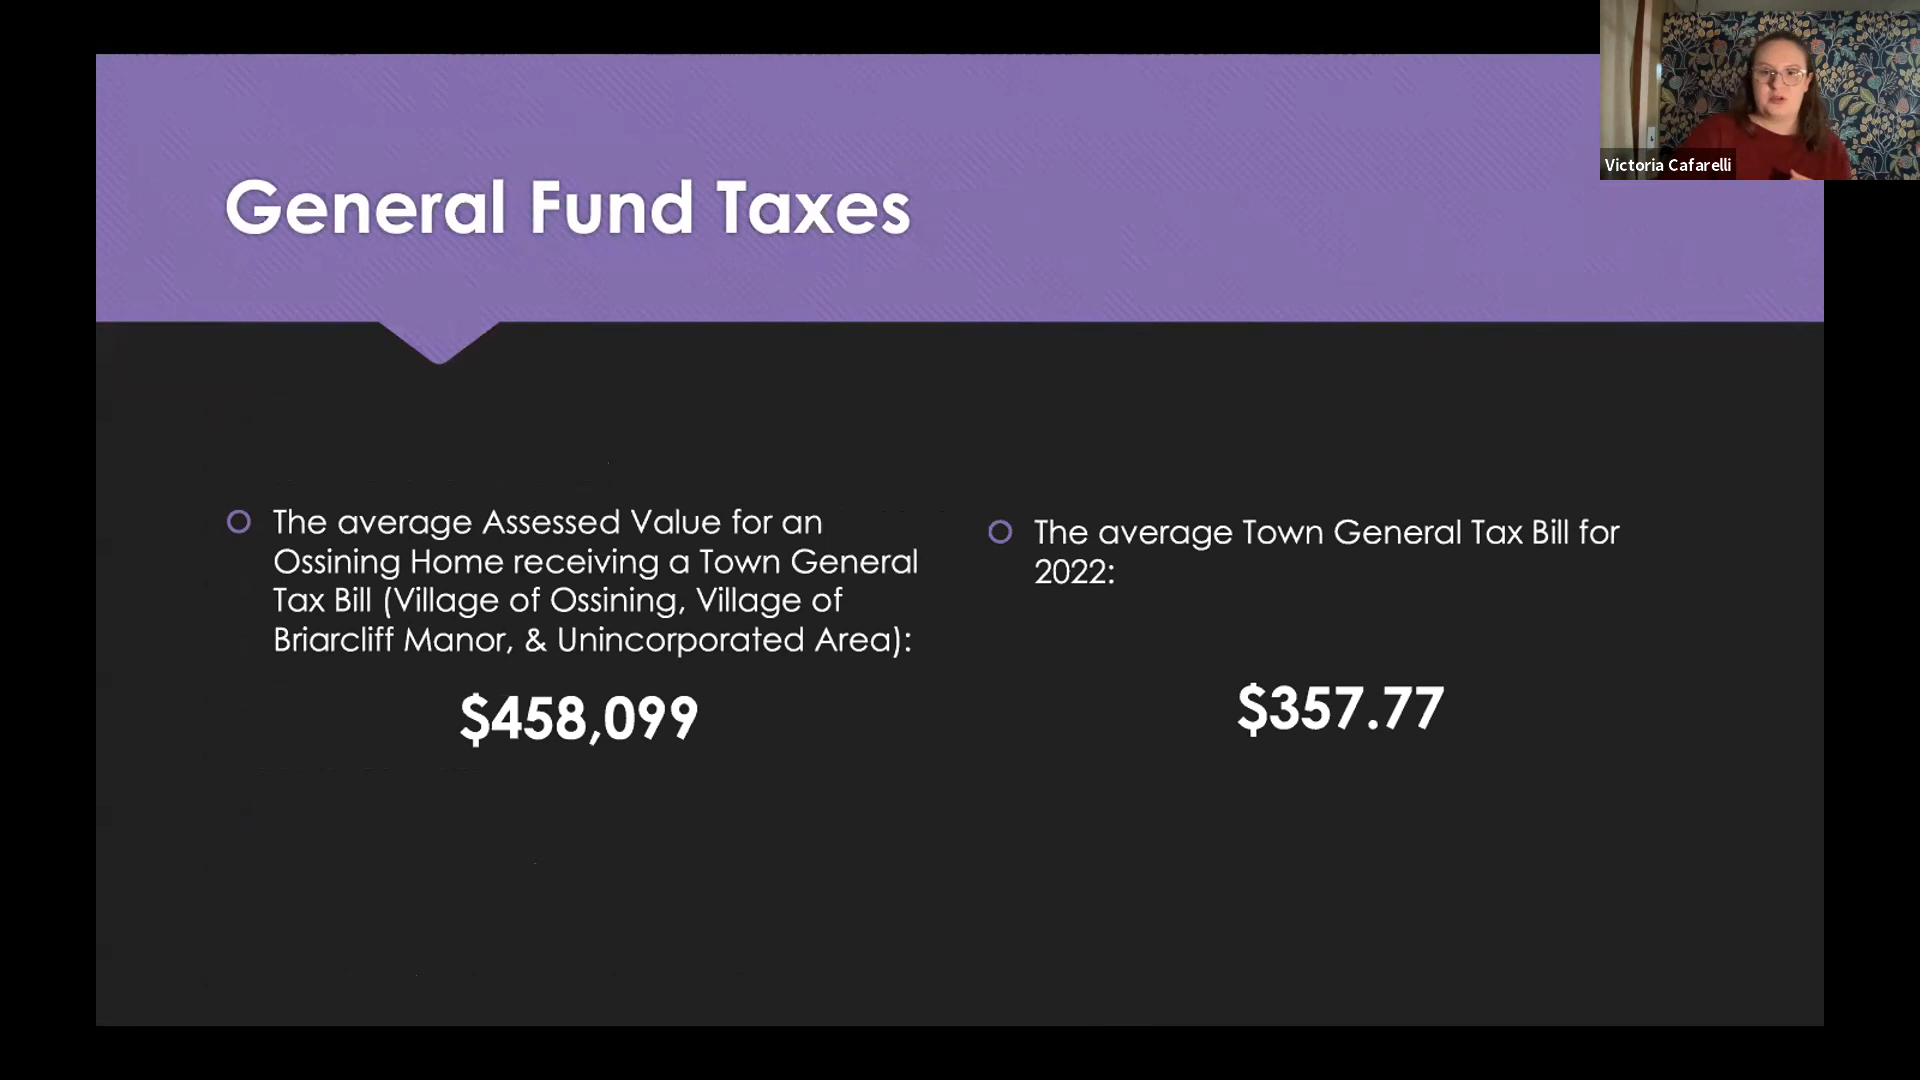 General Fund Taxes
The average Assessed Value for an
Ossining Home receiving a Town General
Tax Bill (Village of Ossining, Village of
Briarcliff Manor, & Unincorporated Area):
$458,099
The average Town General Tax Bill for
2022:
$357.77
Victoria Cafarelli